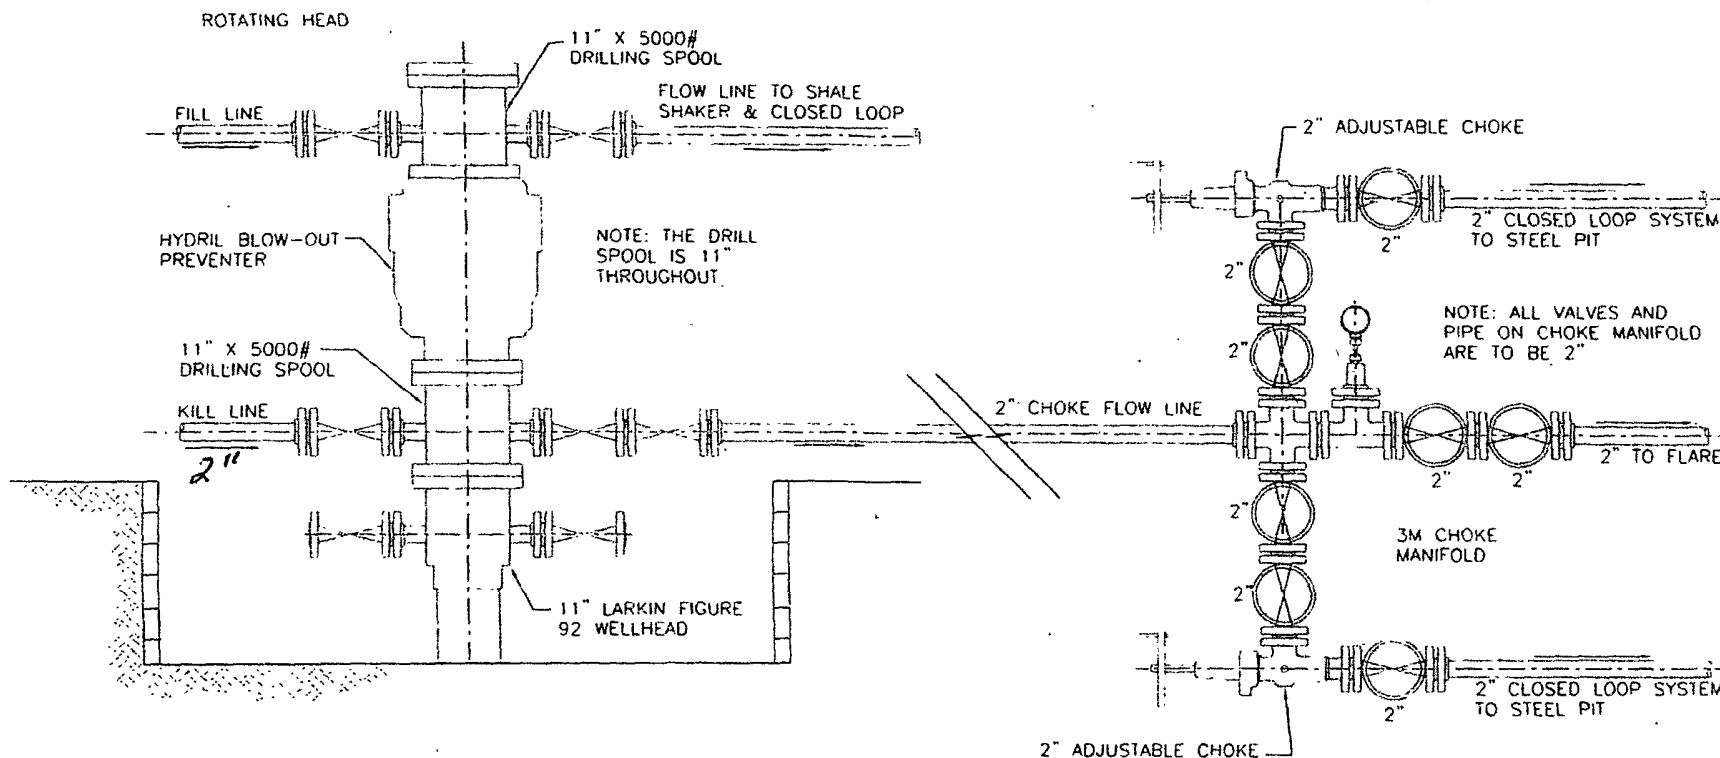 ROTATING HEAD
11" X 5000#
DRILLING SPOOL
FILL LINE
FLOW LINE TO SHALE
SHAKER & CLOSED LOOP
HYDRIL BLOW-OUT
PREVENTER
NOTE: THE DRILL
SPOOL IS 11"
THROUGHOUT.
11" X 5000#
DRILLING SPOOL
KILL LINE
2"
2" CHOKE FLOW LINE
11" LARKIN FIGURE
92 WELLHEAD
2" ADJUSTABLE CHOKE
2"
2" CLOSED LOOP SYSTEM
TO STEEL PIT
2"
2"
NOTE: ALL VALVES AND
PIPE ON CHOKE MANIFOLD
ARE TO BE 2"
2"
2"
2" TO FLARE
2"
3M CHOKE
MANIFOLD
2"
2"
2" CLOSED LOOP SYSTEM
TO STEEL PIT
2" ADJUSTABLE CHOKE